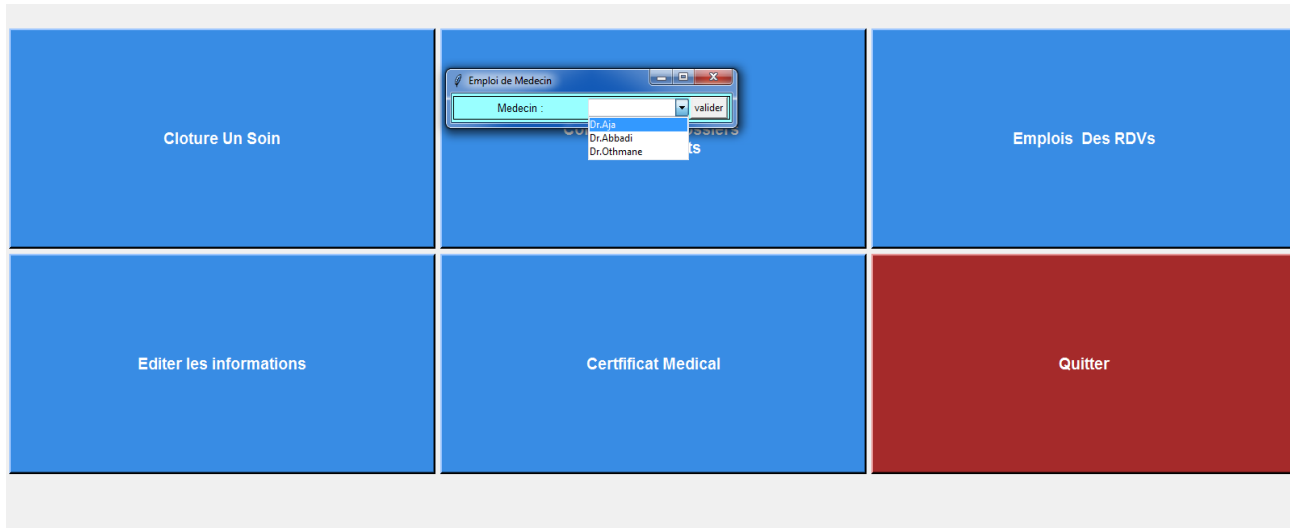 Emploi de Medecin
Medecin :
valider
Dr.Aja
Dr.Abbadi
Dr.Othmane
Cloture Un Soin
Emplois Des RDVs
Editer les informations
Certfificat Medical
Quitter